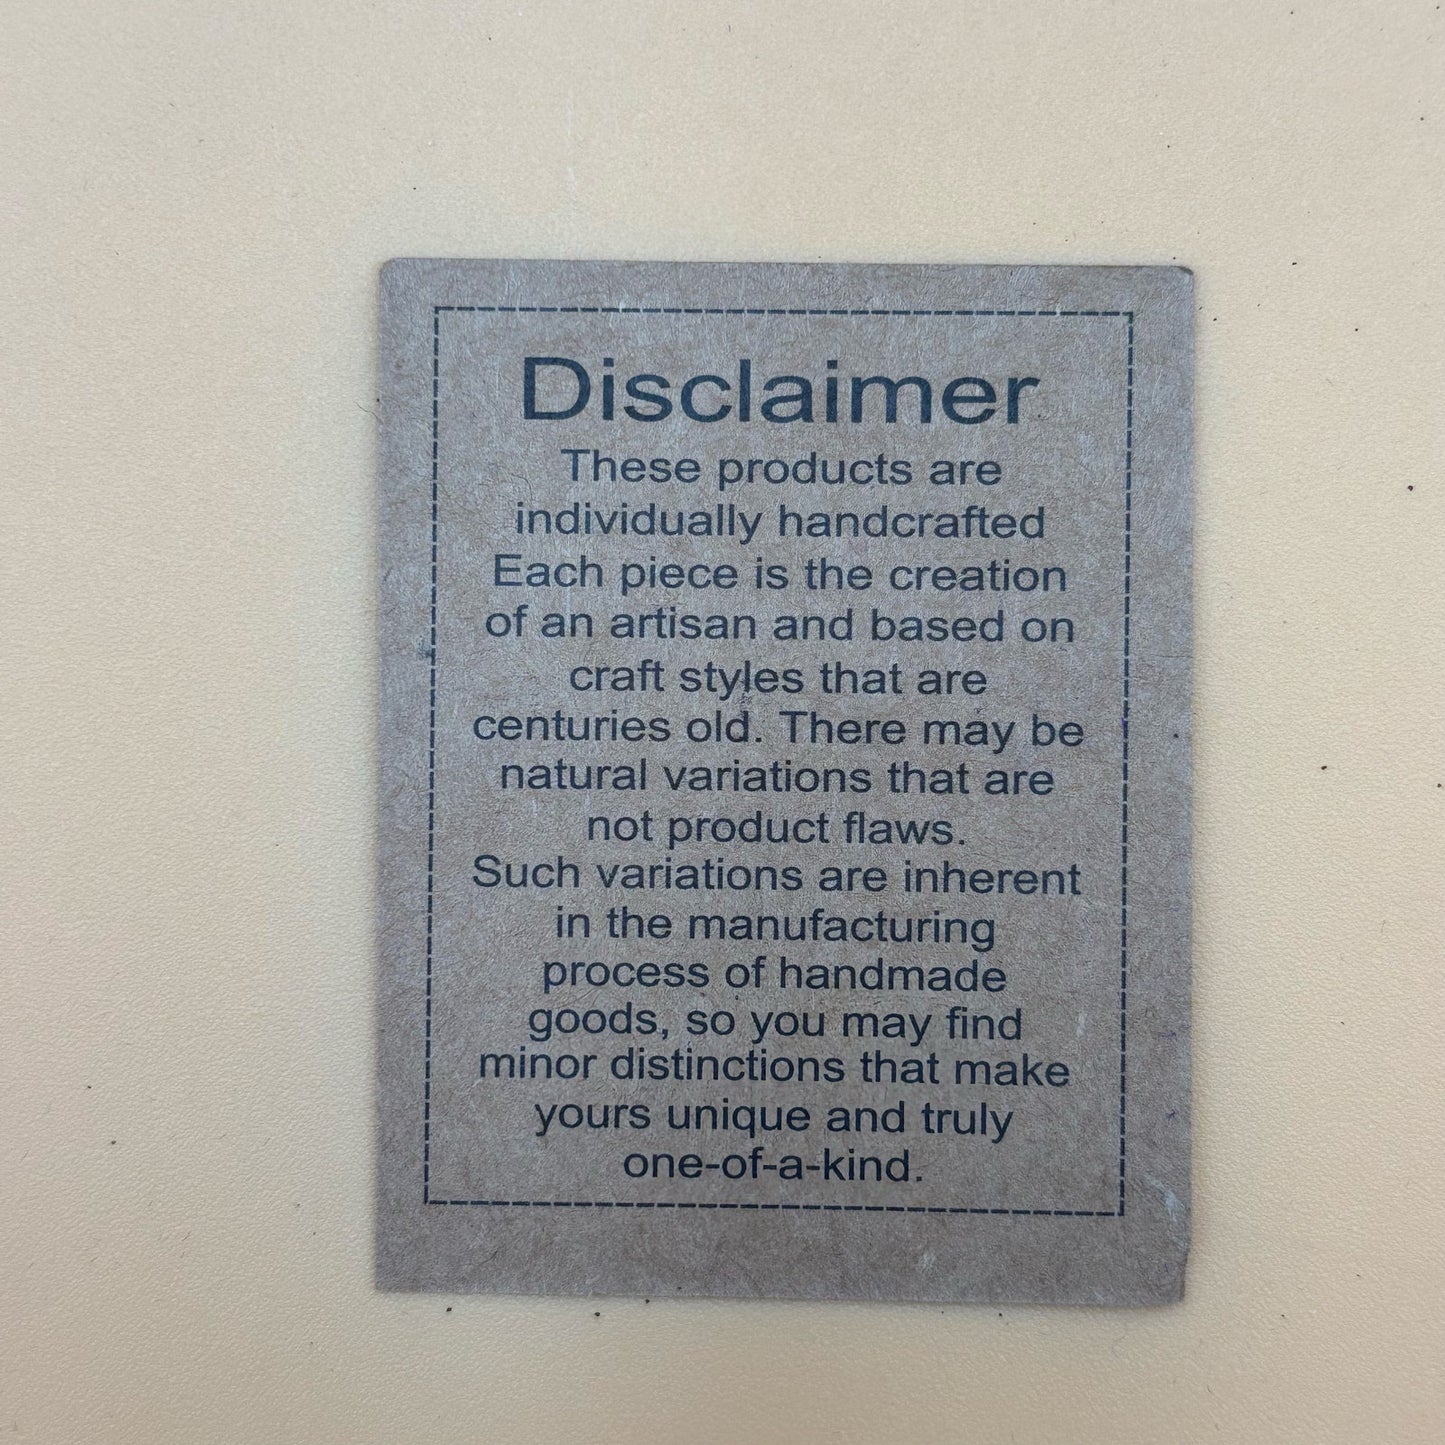 Disclaimer
These products are
individually handcrafted
Each piece is the creation
of an artisan and based on
craft styles that are
centuries old. There may be
natural variations that are
not product flaws.
Such variations are inherent
in the manufacturing
process of handmade
goods, so you may find
minor distinctions that make
yours unique and truly
one-of-a-kind.